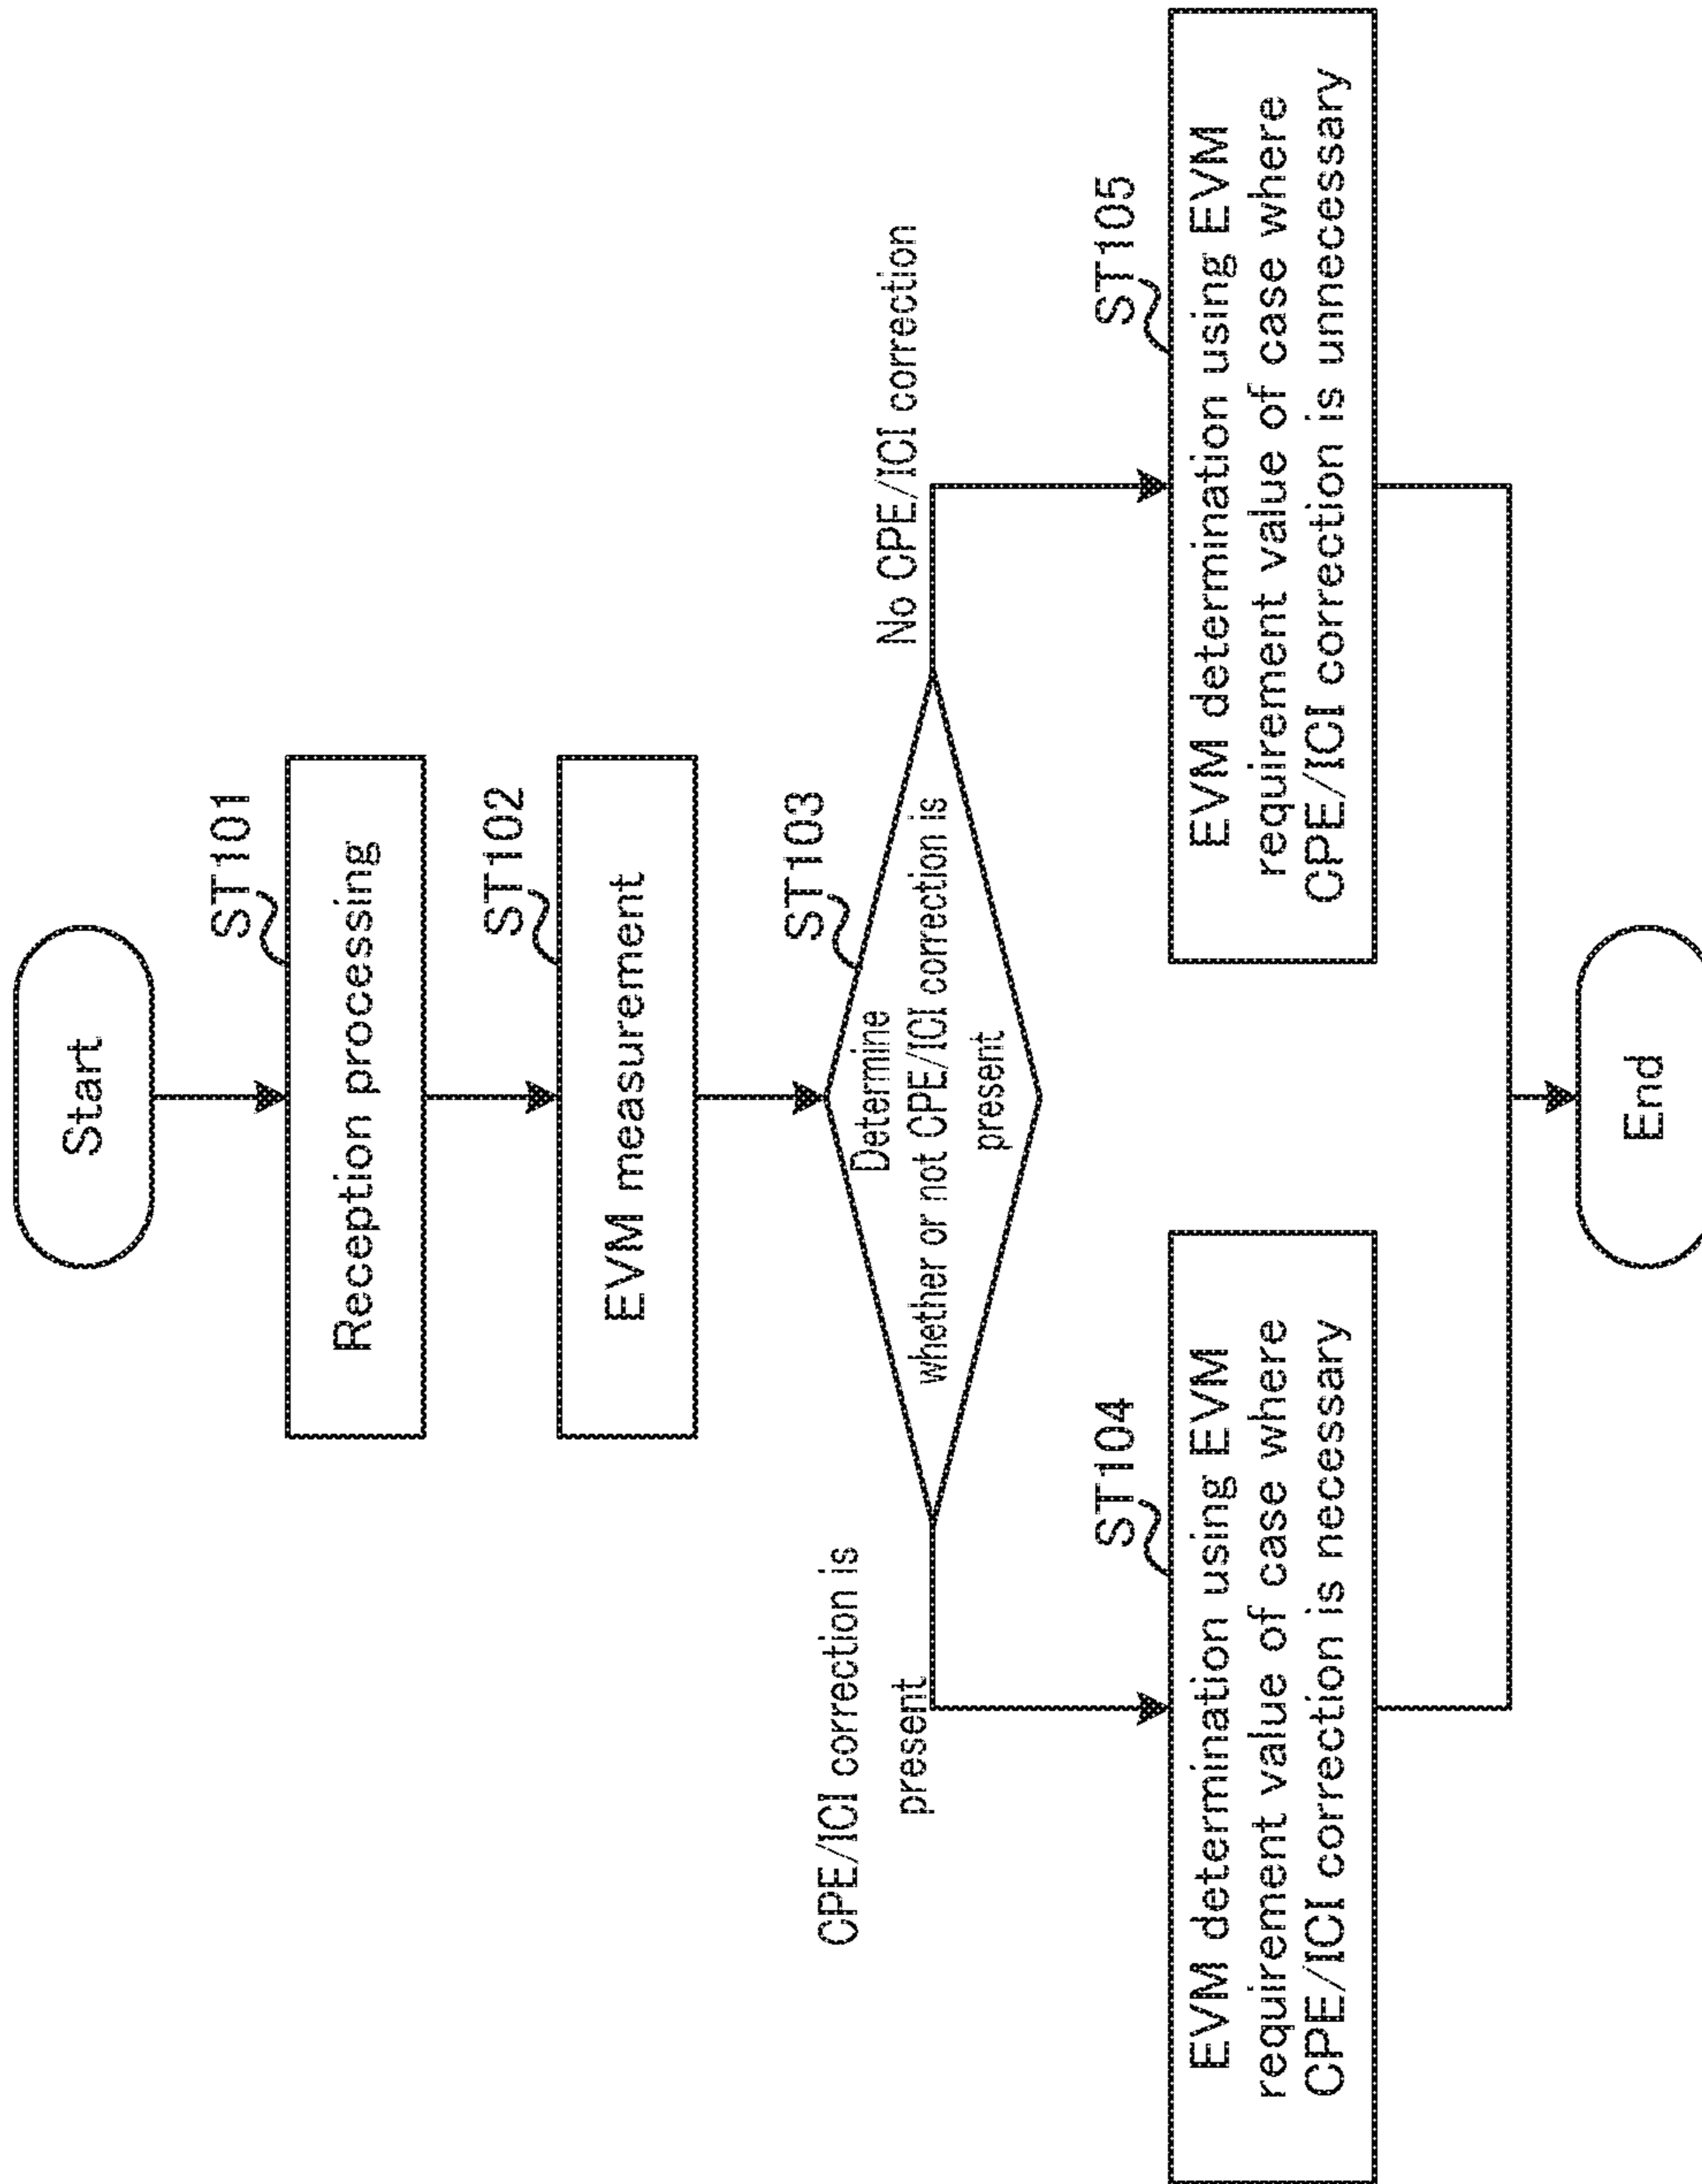 Start
ST101
Reception processing
ST102
EVM measurement
ST103
Determine
whether or not CPE/ICI correction is
present
CPE/ICI correction is
present
No CPE/ICI correction
ST104
EVM determination using EVM
requirement value of case where
CPE/ICI correction is necessary
ST105
EVM determination using EVM
requirement value of case where
CPE/ICI correction is unnecessary
End